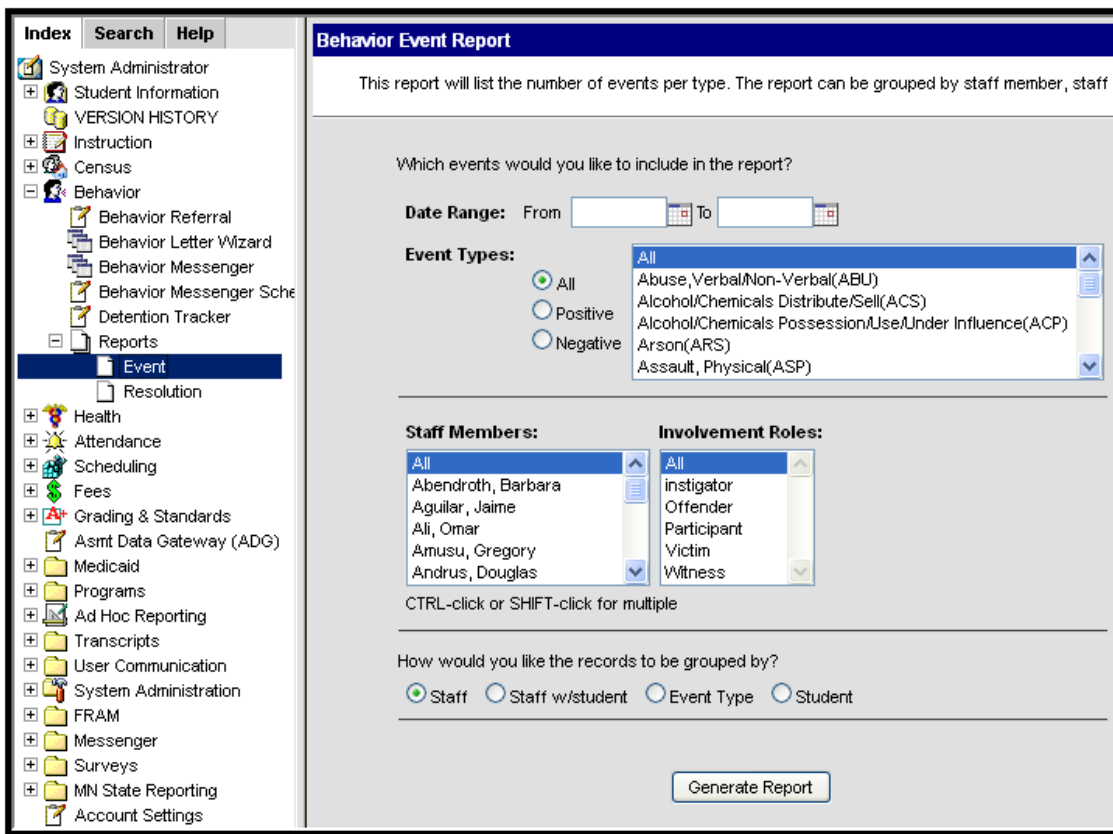 Index Search Help
System Administrator
Student Information
VERSION HISTORY
Instruction
Census
Behavior
Behavior Referral
Behavior Letter Wizard
Behavior Messenger
Behavior Messenger Sche
Detention Tracker
Reports
Event
Resolution
Health
Attendance
Scheduling
Fees
Grading & Standards
Asmt Data Gateway (ADG)
Medicaid
Programs
Ad Hoc Reporting
Transcripts
User Communication
System Administration
FRAM
Messenger
Surveys
MN State Reporting
Account Settings
Behavior Event Report
This report will list the number of events per type. The report can be grouped by staff member, staff
Which events would you like to include in the report?
Date Range: From To
Event Types:
All
Positive
Negative
All
Abuse,Verbal/Non-Verbal(ABU)
Alcohol/Chemicals Distribute/Sell(ACS)
Alcohol/Chemicals Possession/Use/Under Influence(ACP)
Arson(ARS)
Assault, Physical(ASP)
Staff Members:
All
Abendroth, Barbara
Aguilar, Jaime
Ali, Omar
Amusu, Gregory
Andrus, Douglas
Involvement Roles:
All
instigator
Offender
Participant
Victim
Witness
CTRL-click or SHIFT-click for multiple
How would you like the records to be grouped by?
Staff Staff w/student Event Type Student
Generate Report